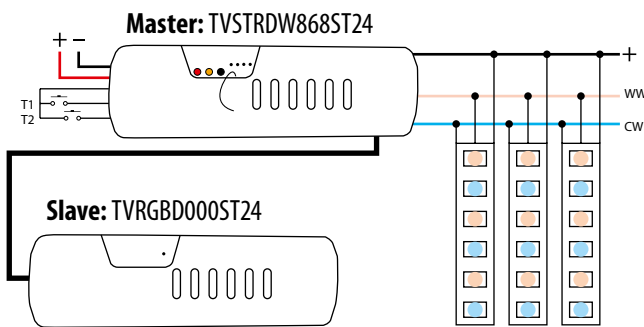 Master: TVSTRDW868ST24
+ −
+
WW
T1
CW
T2
Slave: TVRGBD000ST24